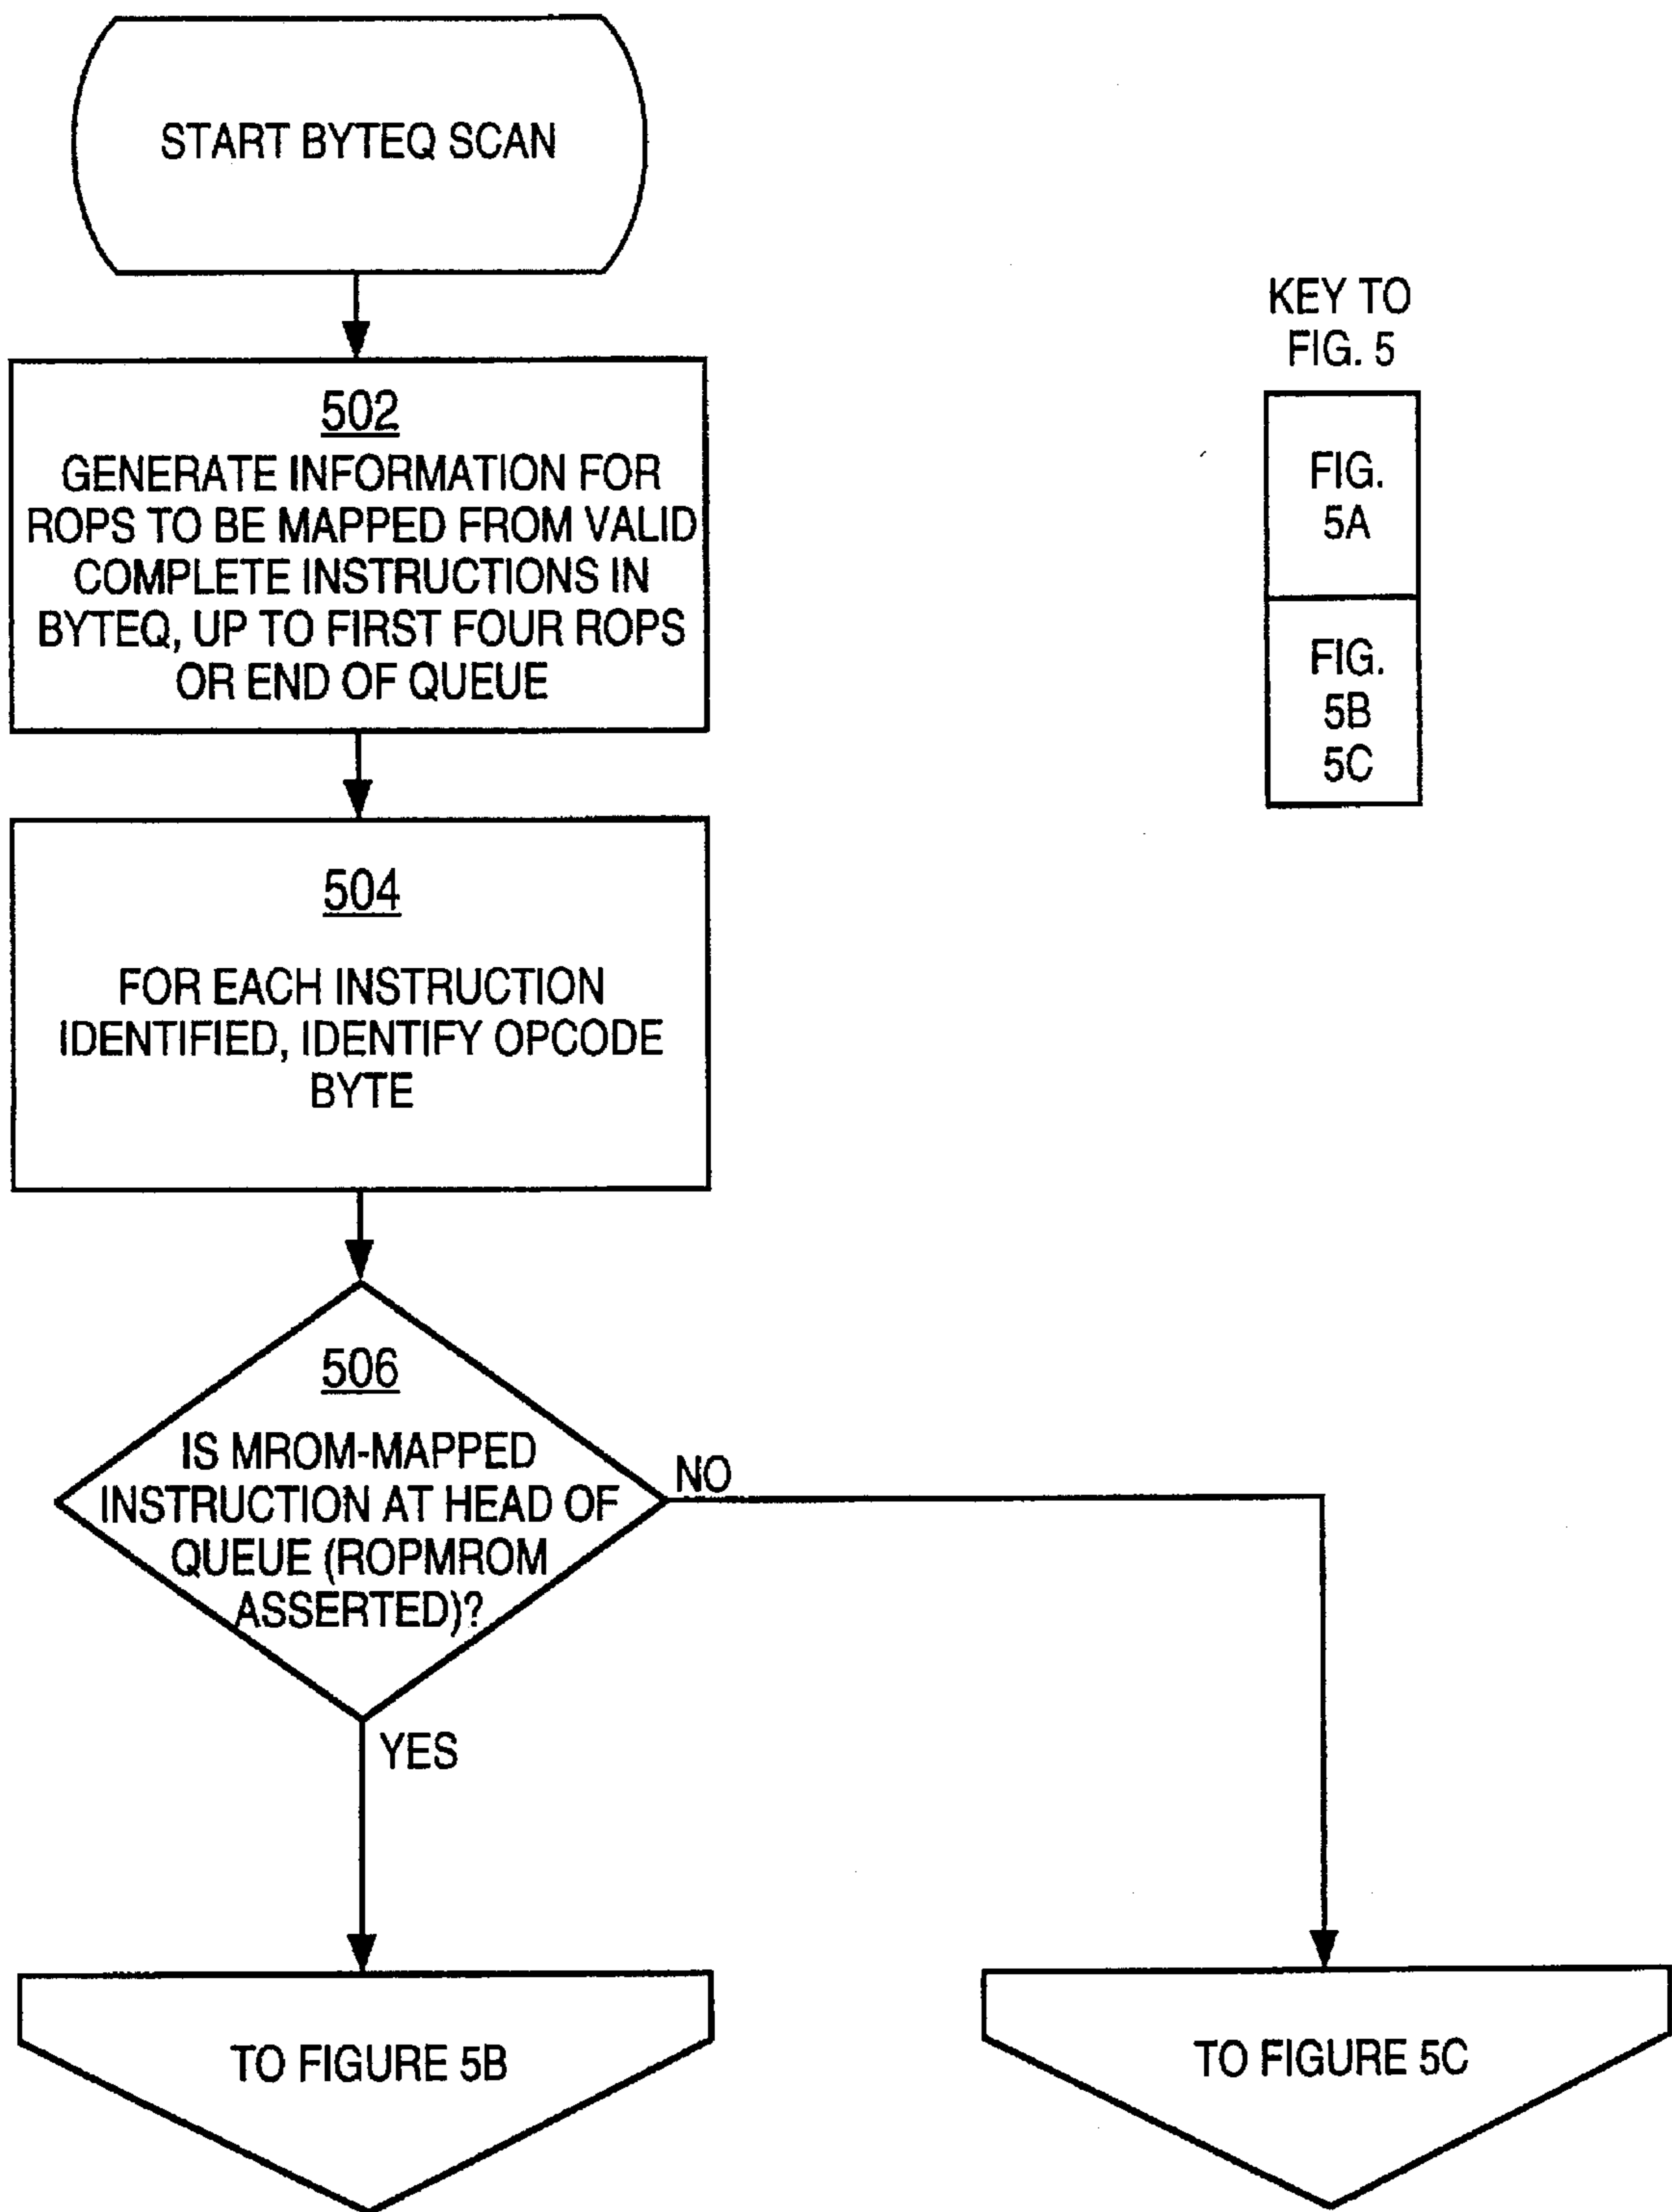 START BYTEQ SCAN
502
GENERATE INFORMATION FOR
ROPS TO BE MAPPED FROM VALID
COMPLETE INSTRUCTIONS IN
BYTEQ, UP TO FIRST FOUR ROPS
OR END OF QUEUE
504
FOR EACH INSTRUCTION
IDENTIFIED, IDENTIFY OPCODE
BYTE
506
IS MROM-MAPPED
INSTRUCTION AT HEAD OF
QUEUE (ROPMROM
ASSERTED)?
NO
YES
TO FIGURE 5B
TO FIGURE 5C
KEY TO
FIG. 5
FIG.
5A
FIG.
5B
5C